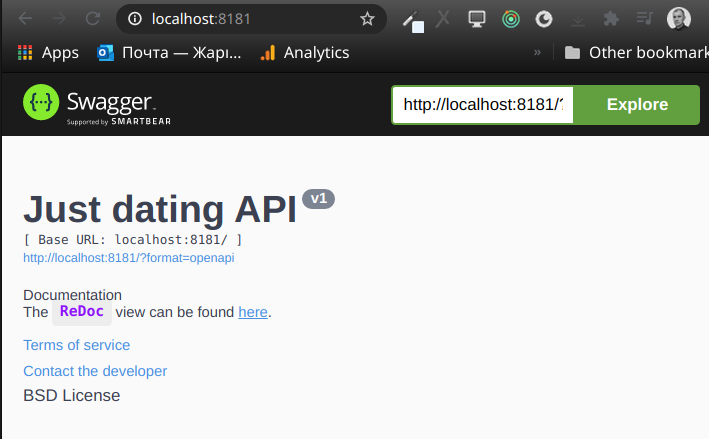 localhost:8181
Apps
Почта — Жарı...
Analytics
»
Other bookmark
Swagger
Supported by SMARTBEAR
http://localhost:8181/?
Explore
Just dating API v1
[ Base URL: localhost:8181/ ]
http://localhost:8181/?format=openapi
Documentation
The ReDoc view can be found here.
Terms of service
Contact the developer
BSD License